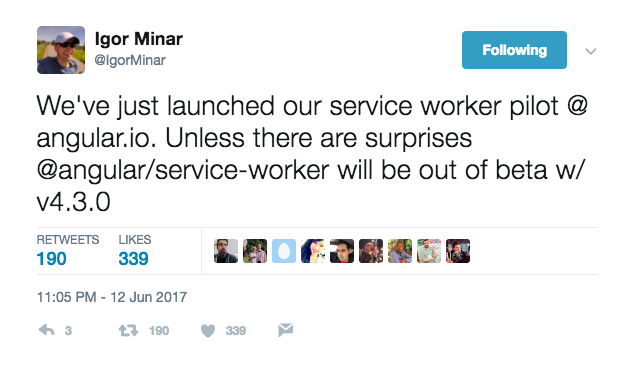 Igor Minar
@IgorMinar
Following
We've just launched our service worker pilot @
angular.io. Unless there are surprises
@angular/service-worker will be out of beta w/
v4.3.0
RETWEETS LIKES
190 339
11:05 PM - 12 Jun 2017
3 190 339